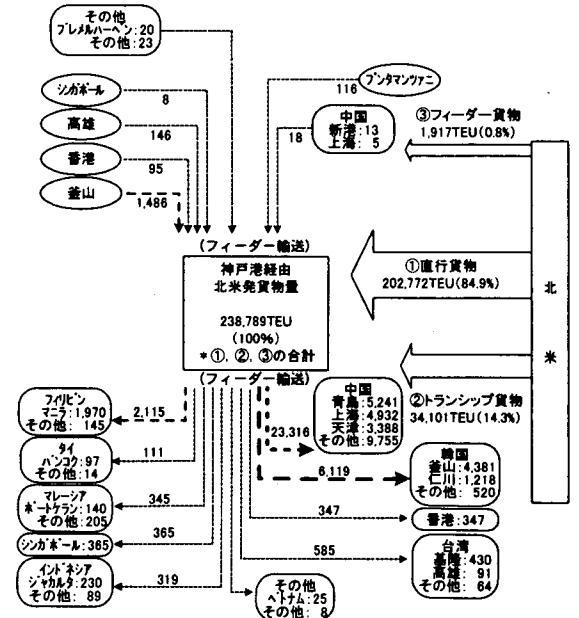 その他
ブレメルハーベン:20
その他:23
シンガポール
8
高雄
146
香港
95
釜山
1,486
プンタマンツァニ
116
中国
新港:13
上海: 5
18
③フィーダー貨物
1,917TEU(0.8%)
(フィーダー輸送)
神戸港経由
北米発貨物量
238,789TEU
(100%)
*①,②,③の合計
(フィーダー輸送)
①直行貨物
202,772TEU(84.9%)
北
米
②トランシップ貨物
34,101TEU(14.3%)
フィリピン
マニラ:1,970
その他: 145
2,115
タイ
バンコク:97
その他:14
111
マレーシア
ポートケラン:140
その他:205
345
シンガポール:365
365
インドネシア
ジャカルタ:230
その他: 89
319
中国
青島:5,241
上海:4,932
天津:3,388
その他:9,755
23,316
韓国
釜山:4,381
仁川:1,218
その他: 520
6,119
香港:347
347
台湾
基隆:430
高雄: 91
その他: 64
585
その他
ベトナム:25
その他: 8